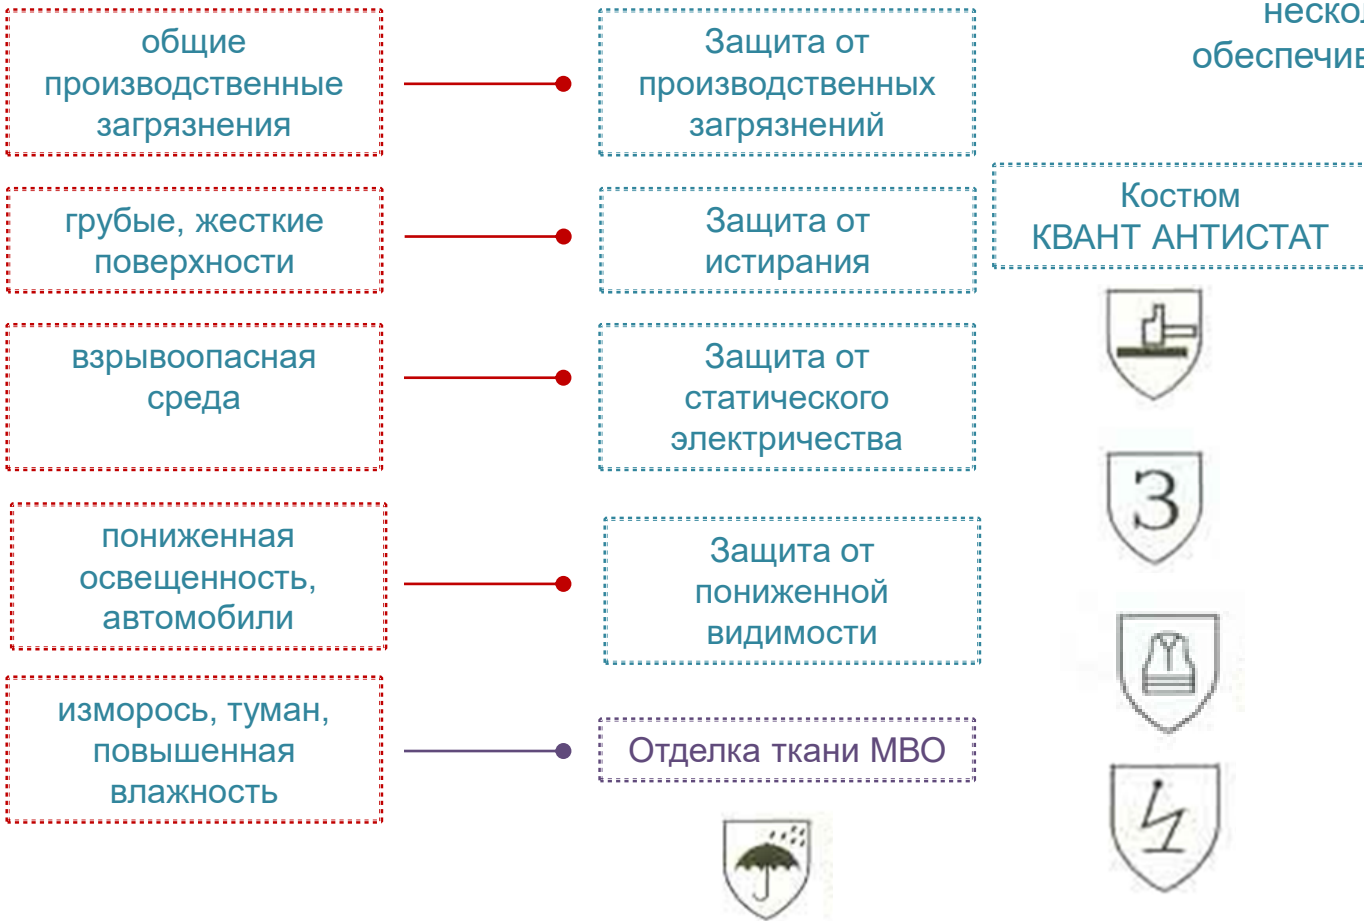 общие
производственные
загрязнения
Защита от
производственных
загрязнений
грубые, жесткие
поверхности
Защита от
истирания
взрывоопасная
среда
Защита от
статического
электричества
пониженная
освещенность,
автомобили
Защита от
пониженной
видимости
изморось, туман,
повышенная
влажность
Отделка ткани МВО
Костюм
КВАНТ АНТИСТАТ
З